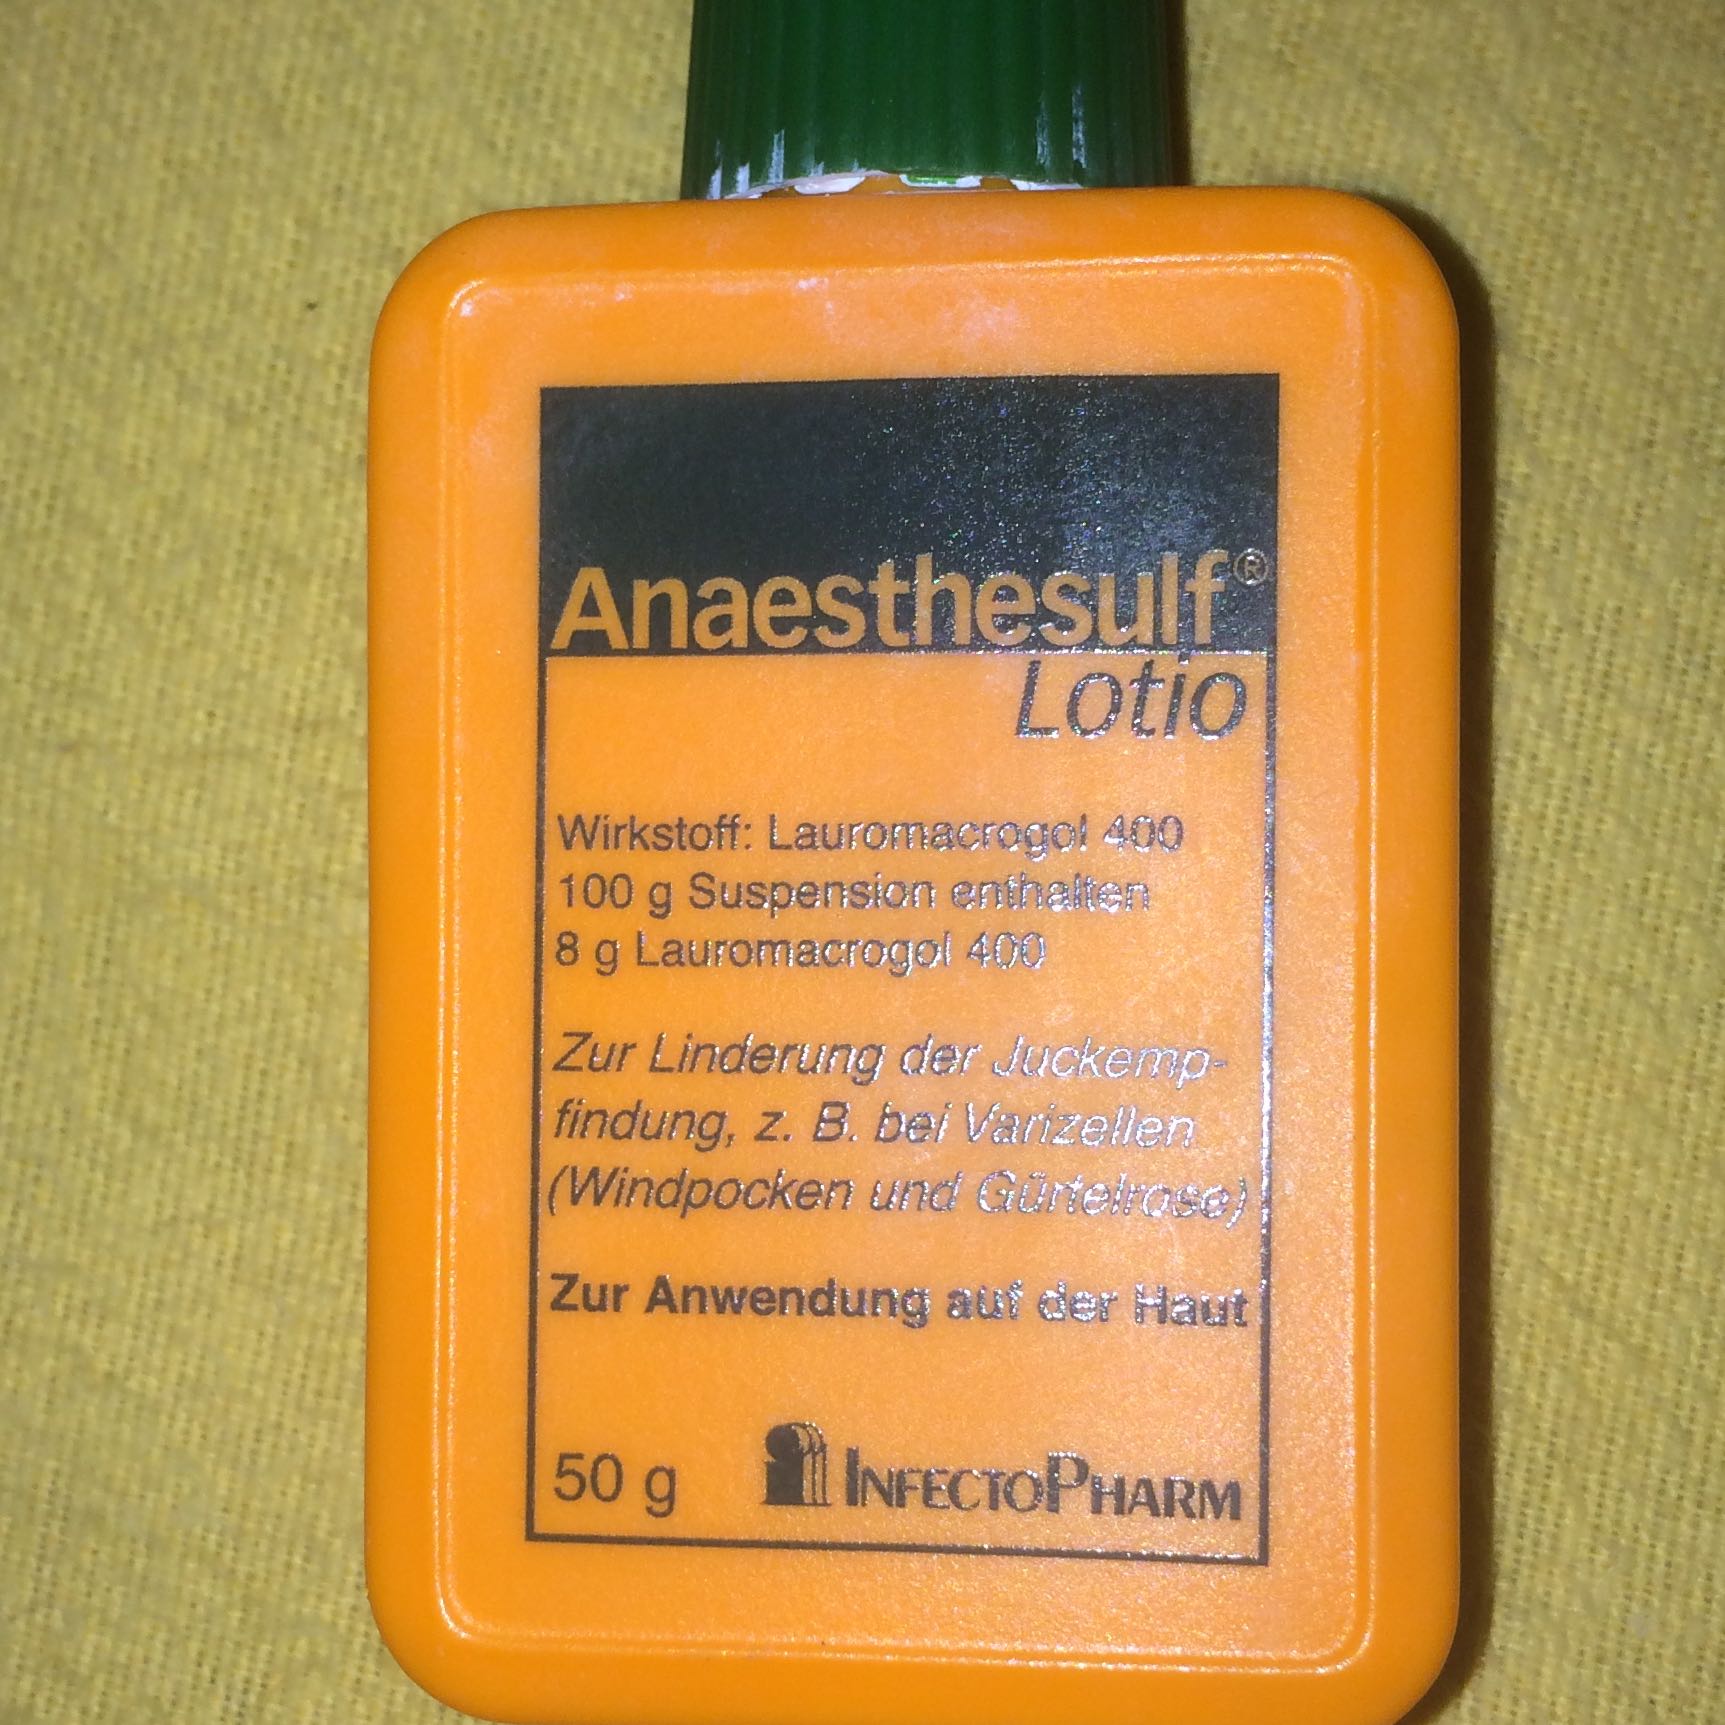 Anaesthesulf®
Lotio
Wirkstoff: Lauromacrogol 400
100 g Suspension enthalten
8 g Lauromacrogol 400
Zur Linderung der Juckemp-
findung, z. B. bei Varizellen
(Windpocken und Gürtelrose)
Zur Anwendung auf der Haut
50 g INFECTOPHARM